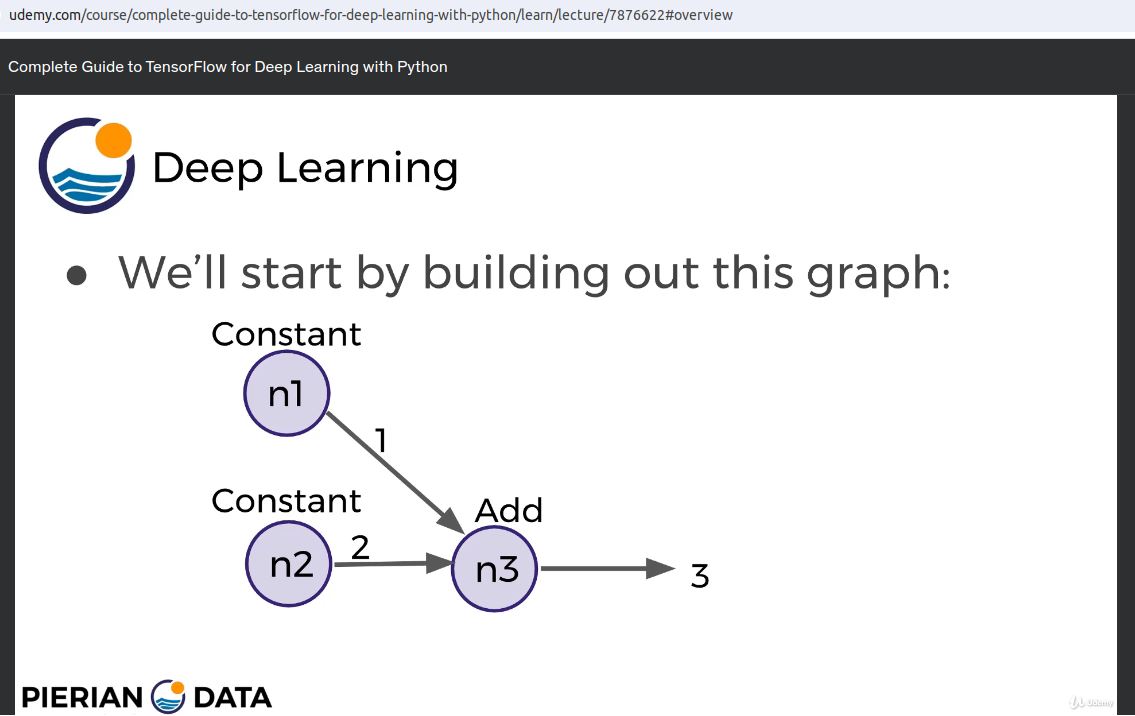 udemy.com/course/complete-guide-to-tensorflow-for-deep-learning-with-python/learn/lecture/7876622#overview
Complete Guide to TensorFlow for Deep Learning with Python
Deep Learning
● We’ll start by building out this graph:
Constant
n1
1
Constant
Add
n2
2
n3
3
PIERIAN DATA
Udemy